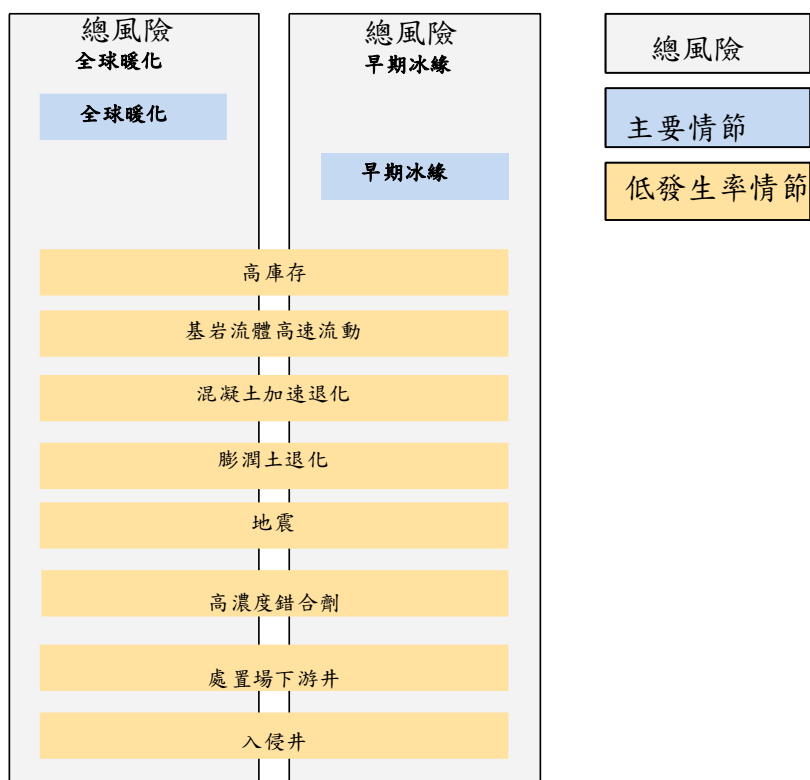 總風險
全球暖化
全球暖化
總風險
早期冰緣
早期冰緣
高庫存
基岩流體高速流動
混凝土加速退化
膨潤土退化
地震
高濃度錯合劑
處置場下游井
入侵井
總風險
主要情節
低發生率情節